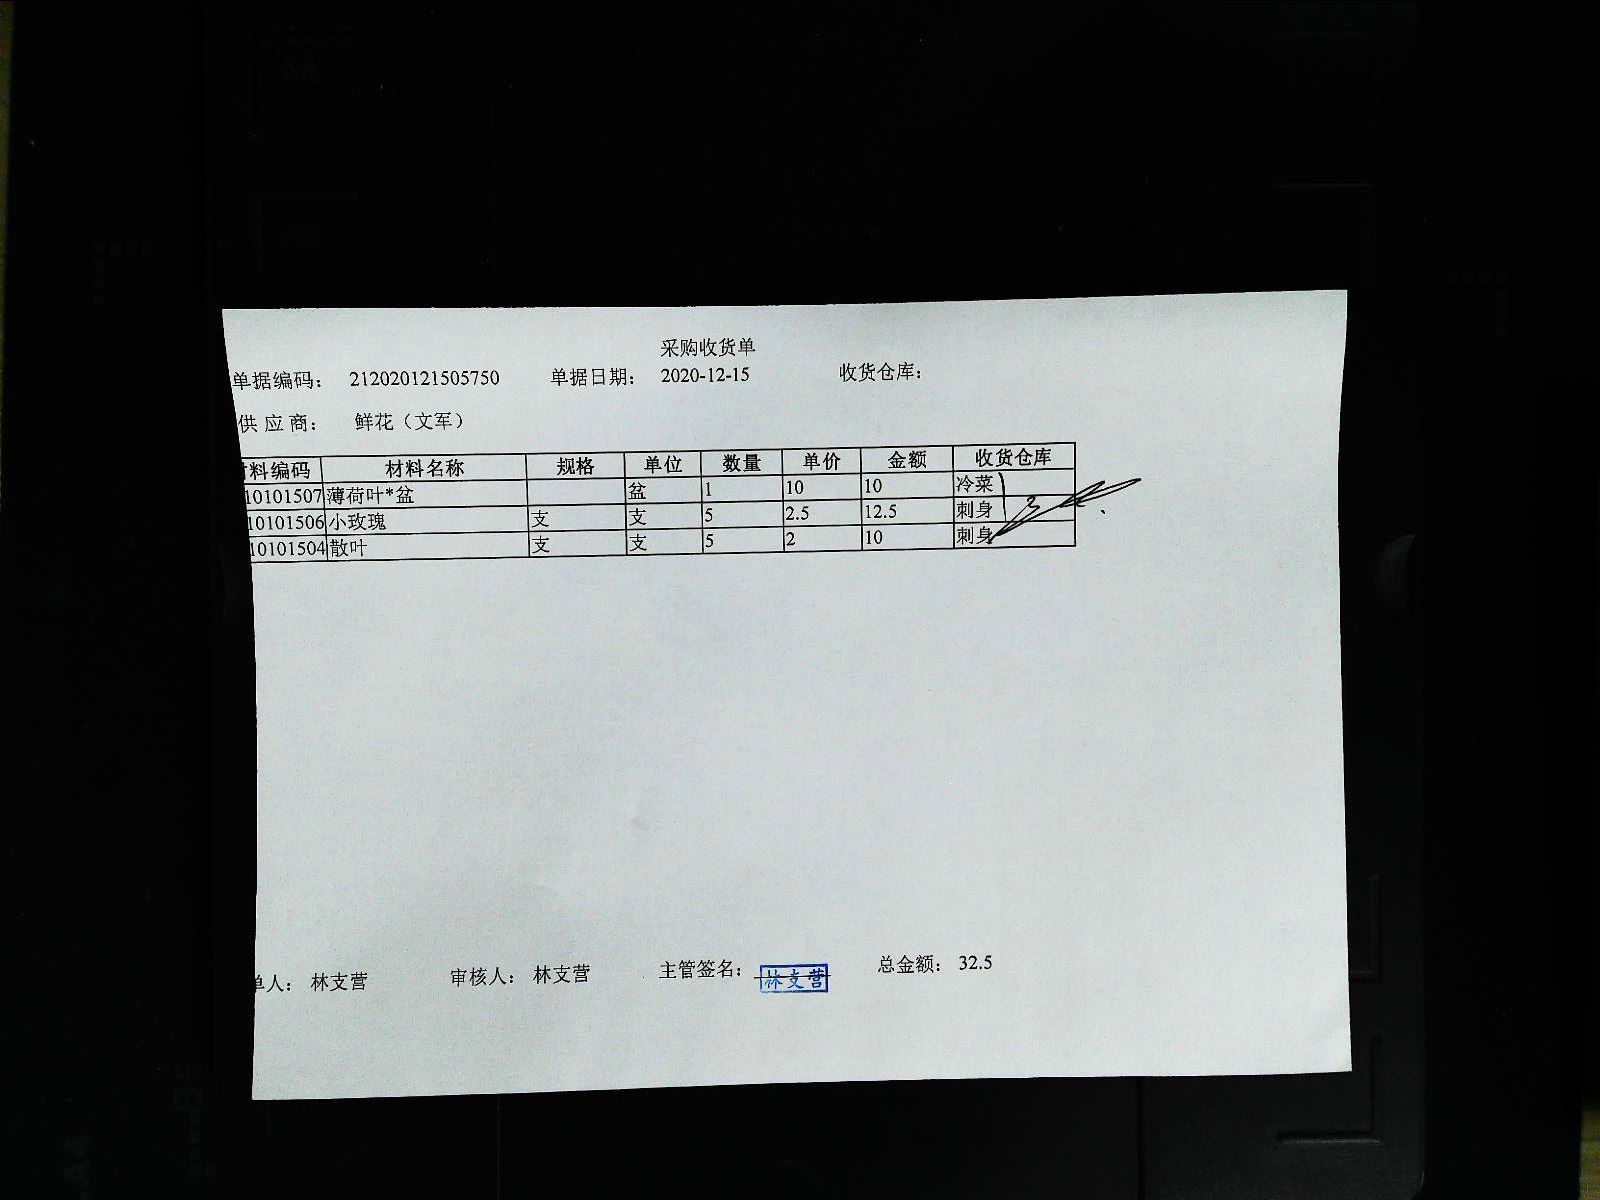 采购收货单
单据编码： 212020121505750 单据日期： 2020-12-15 收货仓库：
供应商： 鲜花（文军）
材料编码 材料名称 规格 单位 数量 单价 金额 收货仓库
10101507 薄荷叶*盆 盆 1 10 10 冷菜
10101506 小玫瑰 支 支 5 2.5 12.5 刺身
10101504 散叶 支 支 5 2 10 刺身
单人： 林支营 审核人： 林支营 主管签名： 林支营 总金额： 32.5